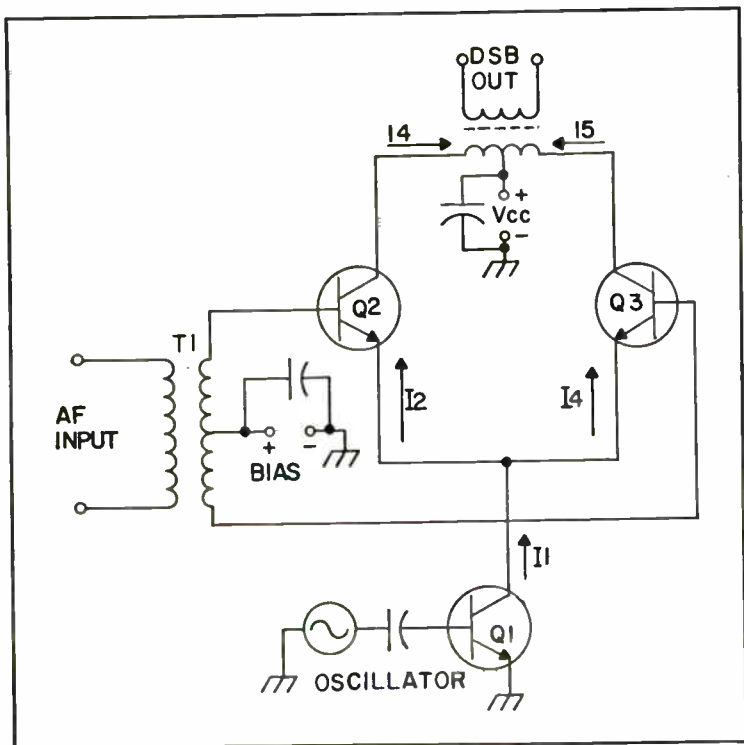 DSB
OUT
I4
I5
+
Vcc
-
Q2
Q3
T1
AF
INPUT
+
-
BIAS
I2
I4
I1
Q1
OSCILLATOR